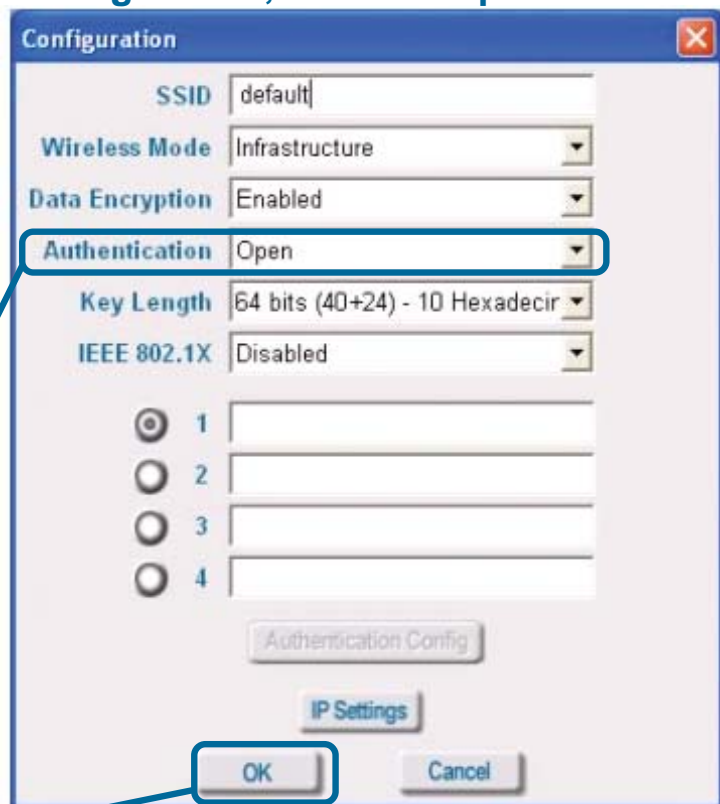 Configuration
SSID default
Wireless Mode Infrastructure
Data Encryption Enabled
Authentication Open
Key Length 64 bits (40+24) - 10 Hexadecir
IEEE 802.1X Disabled
1
2
3
4
Authentication Config
IP Settings
OK Cancel